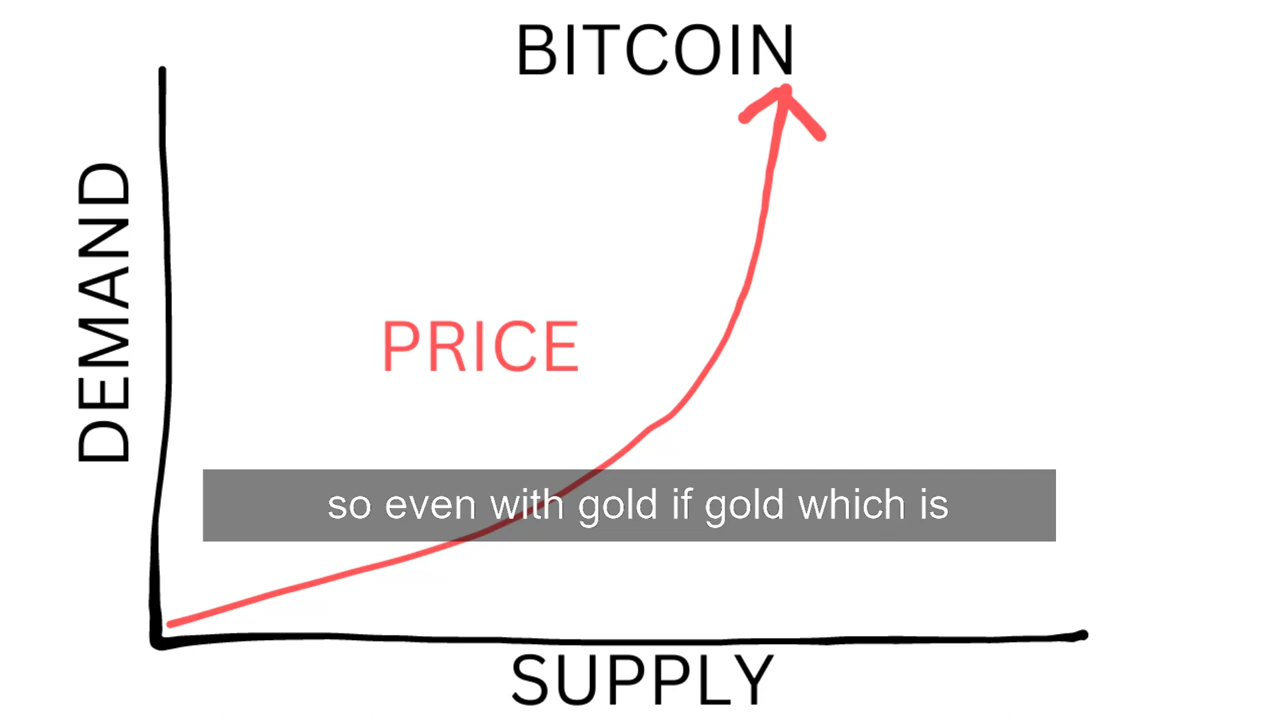 BITCOIN
DEMAND
PRICE
so even with gold if gold which is
SUPPLY